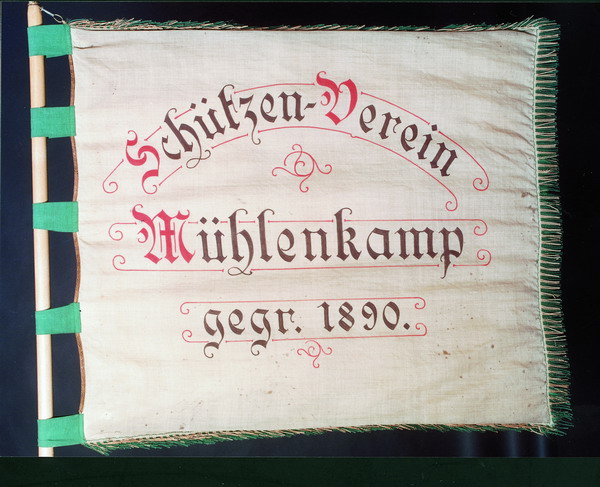 Schützen-Verein
Mühlenkamp
gegr. 1890.